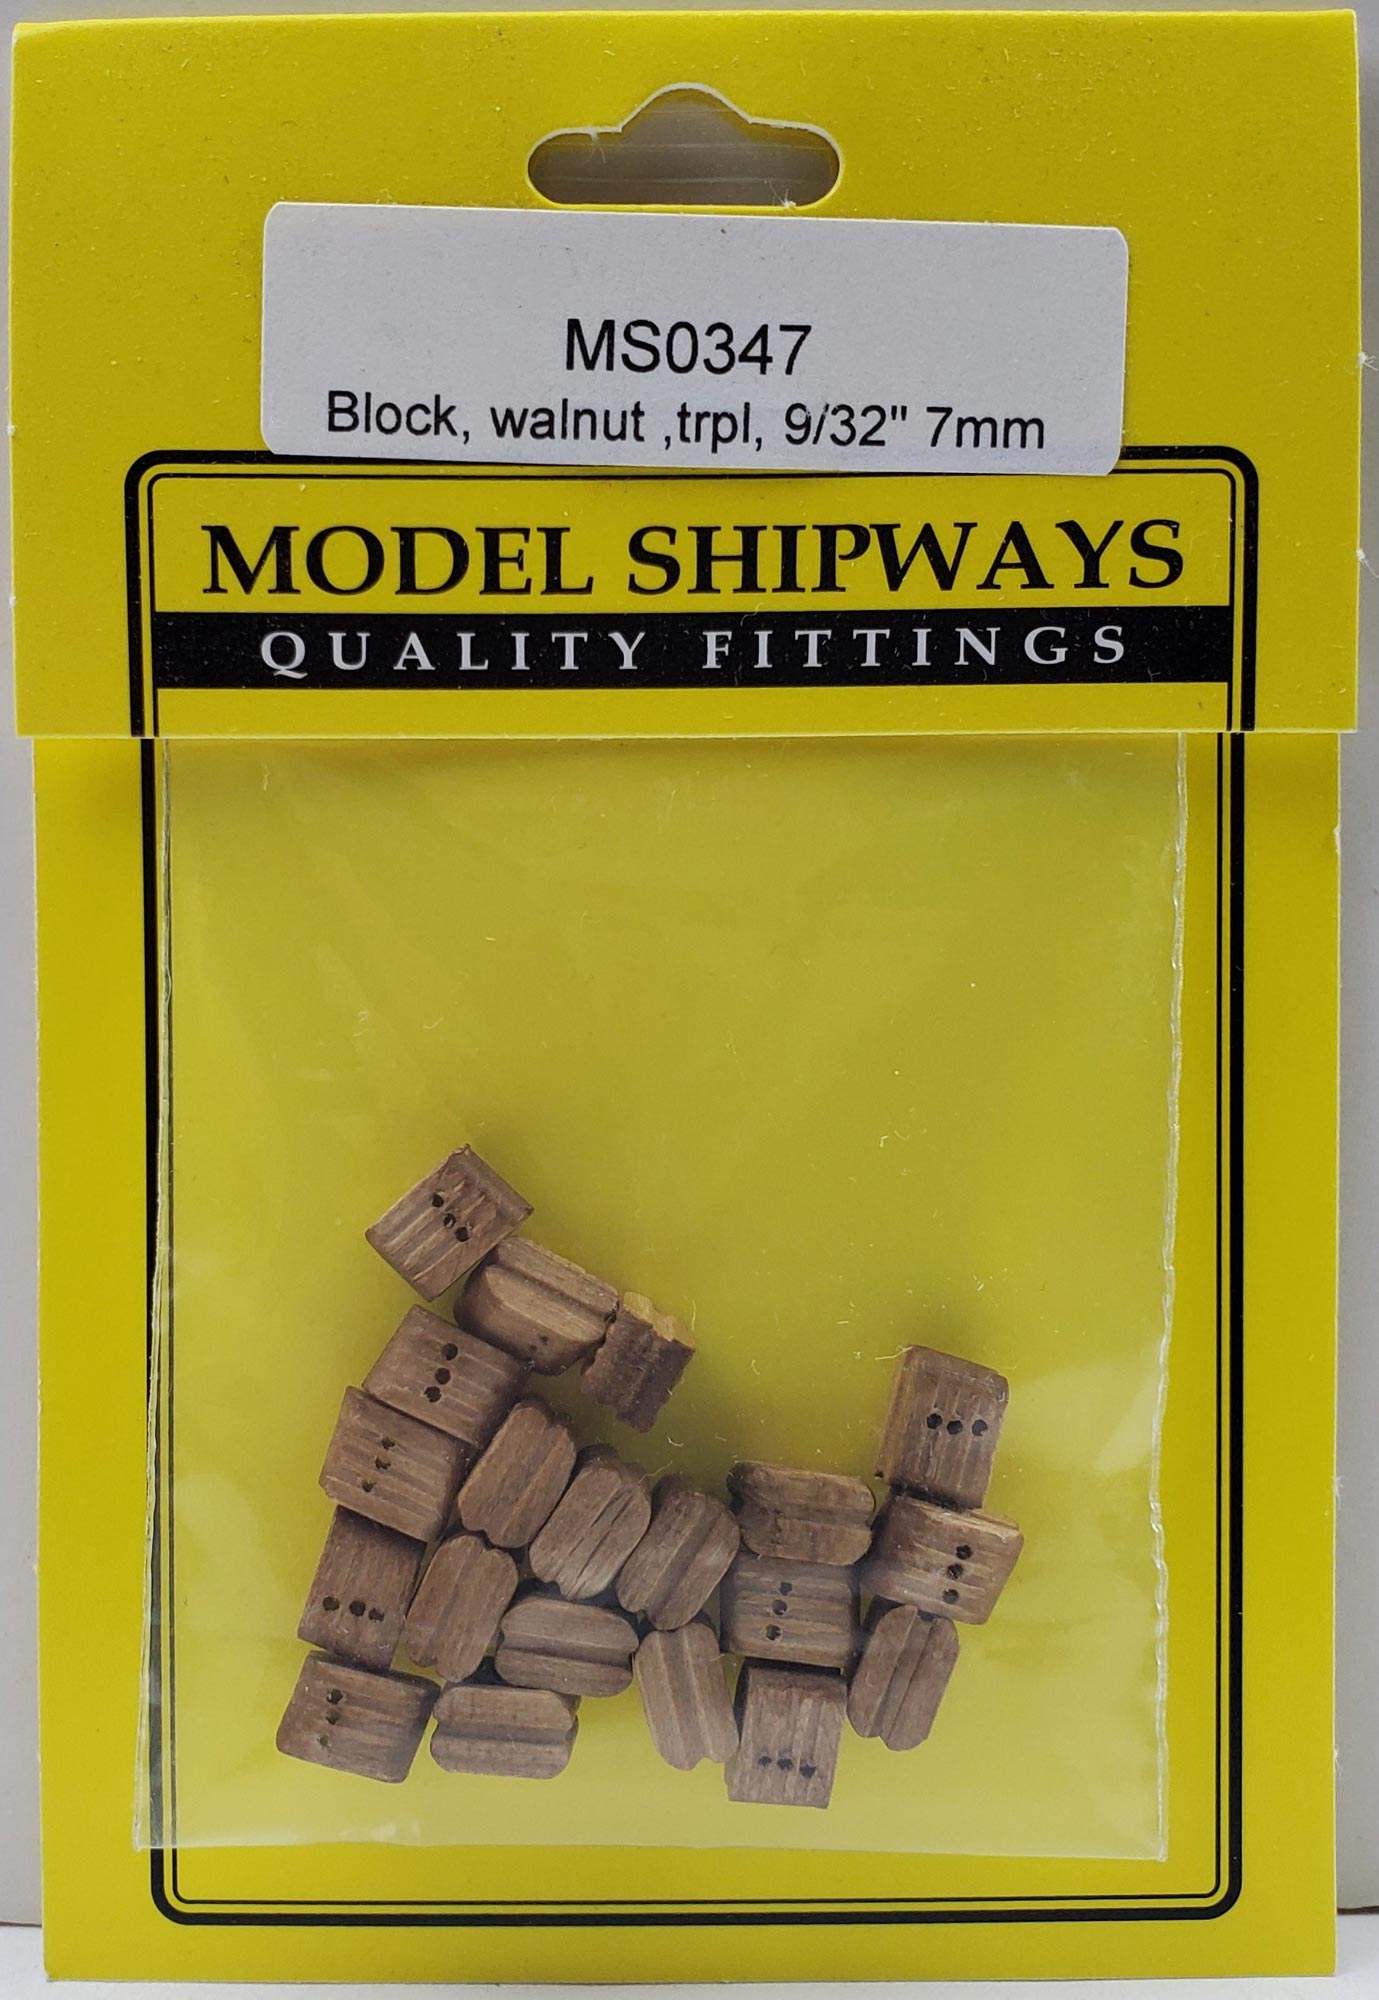 MS0347
Block, walnut ,trpl, 9/32" 7mm
MODEL SHIPWAYS
QUALITY FITTINGS